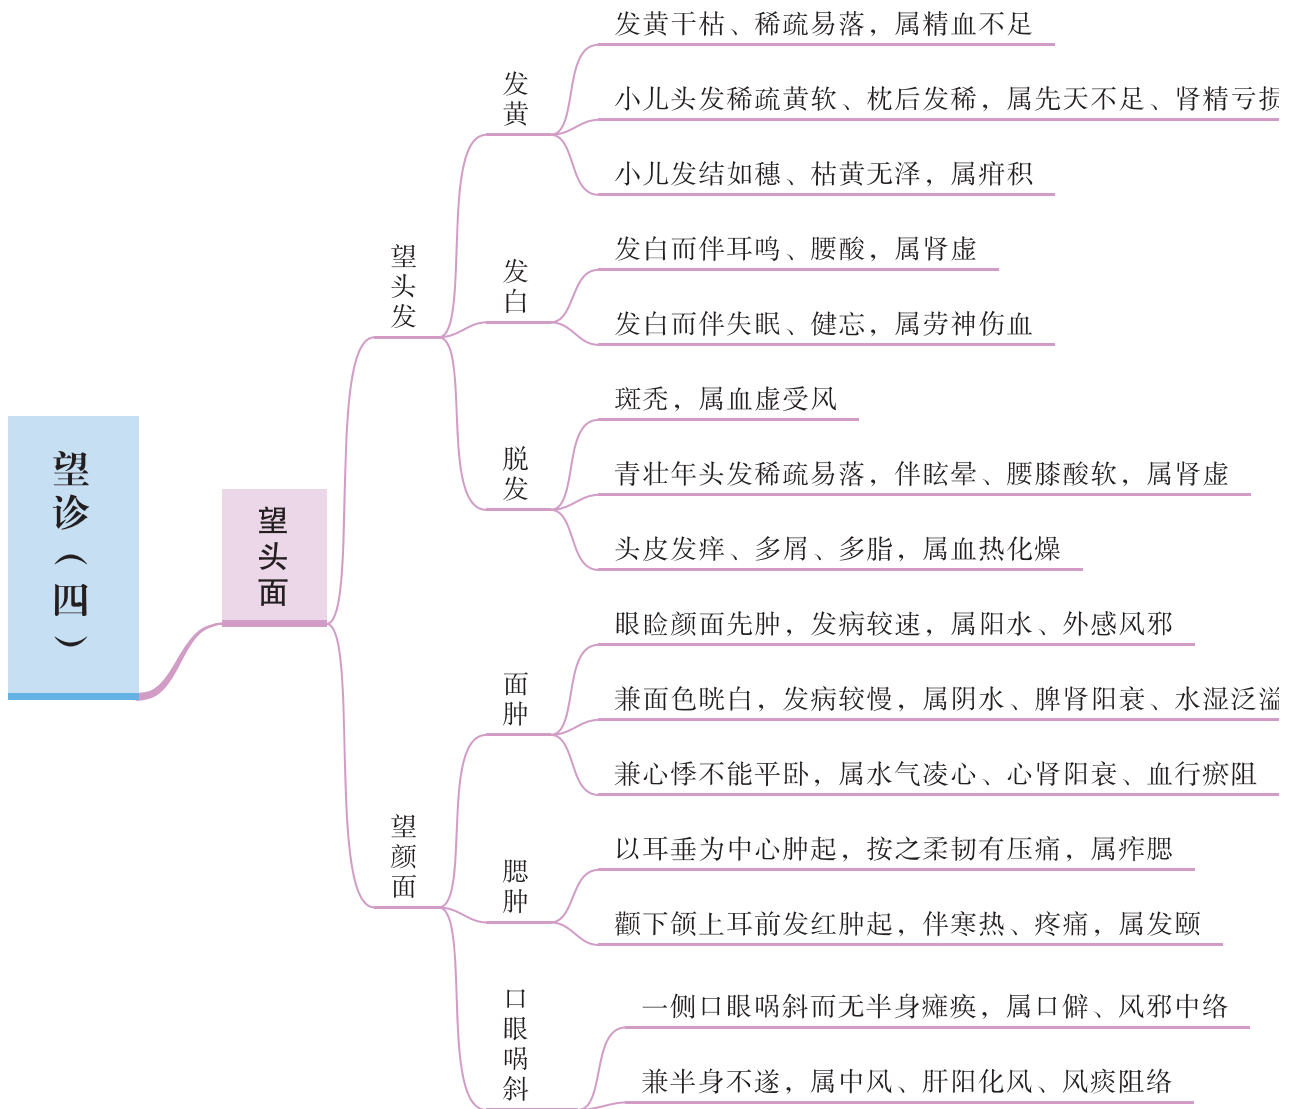 望诊（四）
望头面
望头发
发黄
发黄干枯、稀疏易落，属精血不足
小儿头发稀疏黄软、枕后发稀，属先天不足、肾精亏损
小儿发结如穗、枯黄无泽，属疳积
发白
发白而伴耳鸣、腰酸，属肾虚
发白而伴失眠、健忘，属劳神伤血
脱发
斑秃，属血虚受风
青壮年头发稀疏易落，伴眩晕、腰膝酸软，属肾虚
头皮发痒、多屑、多脂，属血热化燥
望颜面
面肿
眼睑颜面先肿，发病较速，属阳水、外感风邪
兼面色晄白，发病较慢，属阴水、脾肾阳衰、水湿泛溢
兼心悸不能平卧，属水气凌心、心肾阳衰、血行瘀阻
腮肿
以耳垂为中心肿起，按之柔韧有压痛，属痄腮
颧下颌上耳前发红肿起，伴寒热、疼痛，属发颐
口眼㖞斜
一侧口眼㖞斜而无半身瘫痪，属口僻、风邪中络
兼半身不遂，属中风、肝阳化风、风痰阻络